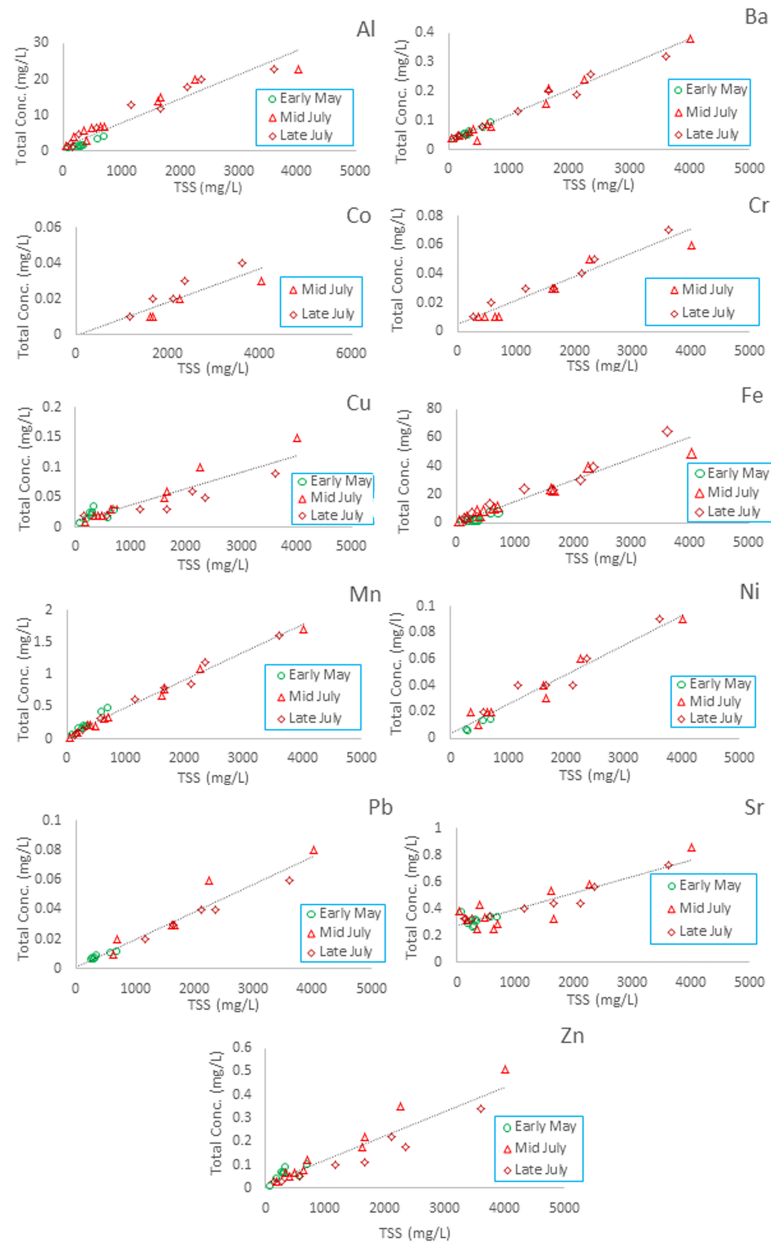 Al
Total Conc. (mg/L)
30
20
10
0
0 1000 2000 3000 4000 5000
TSS (mg/L)
Early May
Mid July
Late July
Ba
Total Conc. (mg/L)
0.4
0.3
0.2
0.1
0
0 1000 2000 3000 4000 5000
TSS (mg/L)
Early May
Mid July
Late July
Co
Total Conc. (mg/L)
0.06
0.04
0.02
0
0 2000 4000 6000
TSS (mg/L)
Mid July
Late July
Cr
Total Conc. (mg/L)
0.08
0.06
0.04
0.02
0
0 1000 2000 3000 4000 5000
TSS (mg/L)
Mid July
Late July
Cu
Total Conc. (mg/L)
0.2
0.15
0.1
0.05
0
0 1000 2000 3000 4000 5000
TSS (mg/L)
Early May
Mid July
Late July
Fe
Total Conc. (mg/L)
80
60
40
20
0
0 1000 2000 3000 4000 5000
TSS (mg/L)
Early May
Mid July
Late July
Mn
Total Conc. (mg/L)
2
1.5
1
0.5
0
0 1000 2000 3000 4000 5000
TSS (mg/L)
Early May
Mid July
Late July
Ni
Total Conc. (mg/l)
0.1
0.08
0.06
0.04
0.02
0
0 1000 2000 3000 4000 5000
TSS (mg/L)
Early May
Mid July
Late July
Pb
Total Conc. (mg/L)
0.08
0.06
0.04
0.02
0
0.1
0 1000 2000 3000 4000 5000
TSS (mg/L)
Early May
Mid July
Late July
Sr
Total Conc. (mg/L)
1
0.8
0.6
0.4
0.2
0
0 1000 2000 3000 4000 5000
TSS (mg/L)
Early May
Mid July
Late July
Zn
Total Conc. (mg/L)
0.6
0.5
0.4
0.3
0.2
0.1
0
0 1000 2000 3000 4000 5000
TSS (mg/L)
Early May
Mid July
Late July